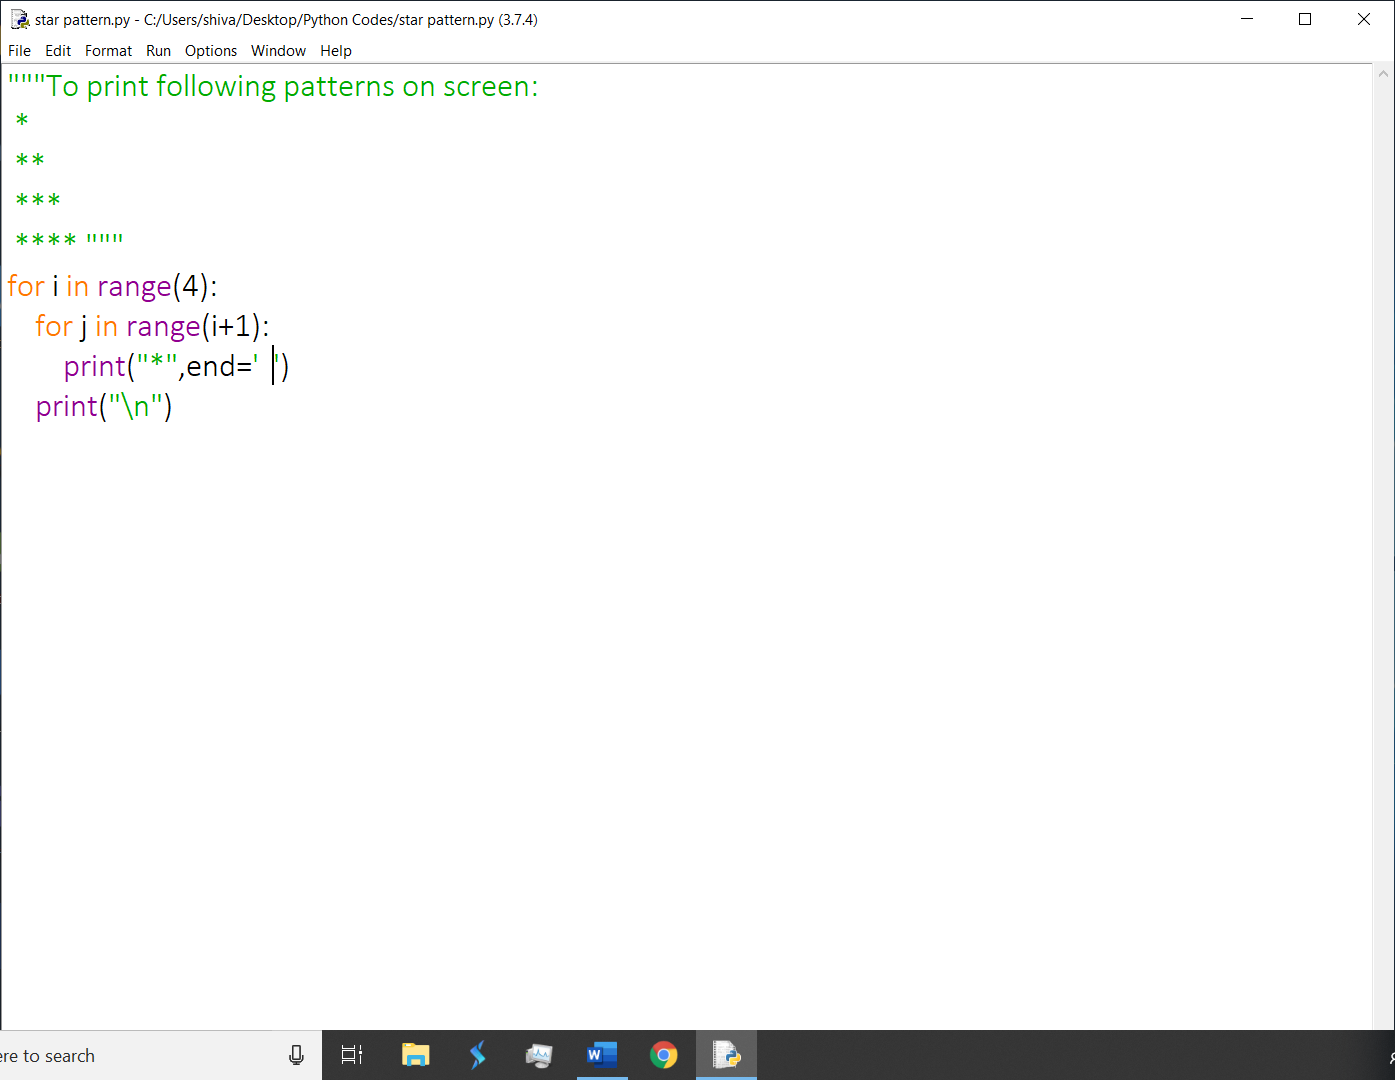 star pattern.py - C:/Users/shiva/Desktop/Python Codes/star pattern.py (3.7.4)
File Edit Format Run Options Window Help
"""To print following patterns on screen:
*
**
***
**** """
for i in range(4):
    for j in range(i+1):
        print("*",end=' ')
    print("\n")
ere to search